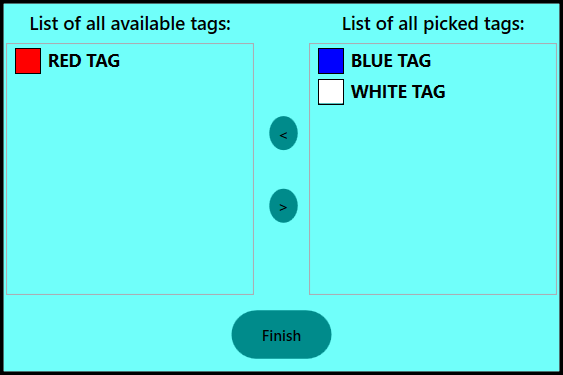 List of all available tags:
List of all picked tags:
RED TAG
BLUE TAG
WHITE TAG
<
>
Finish